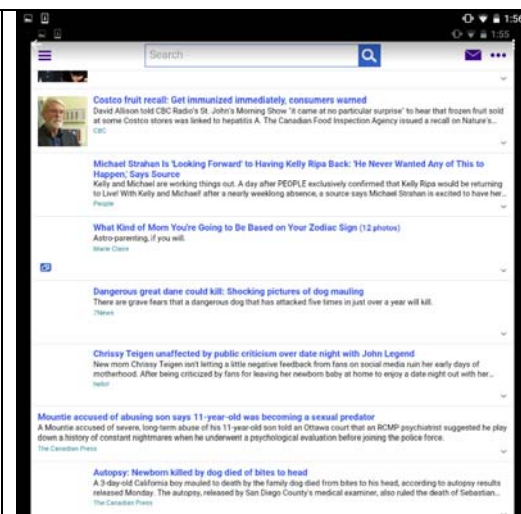 1:56
1:55
Search
Costco fruit recall: Get immunized immediately, consumers warned
David Allison told CBC Radio's St. John's Morning Show "it came at no particular surprise" to hear that frozen fruit sold
at some Costco stores was linked to hepatitis A. The Canadian Food Inspection Agency issued a recall on Nature's...
CBC
Michael Strahan Is 'Looking Forward' to Having Kelly Ripa Back: 'He Never Wanted Any of This to
Happen,' Says Source
Kelly and Michael are working things out. A day after PEOPLE exclusively confirmed that Kelly Ripa would be returning
to Live! With Kelly and Michael! after a nearly weeklong absence, a source says Michael Strahan is excited to have her...
People
What Kind of Mom You're Going to Be Based on Your Zodiac Sign (12 photos)
Astro-parenting, if you will.
Marie Claire
Dangerous great dane could kill: Shocking pictures of dog mauling
There are grave fears that a dangerous dog that has attacked five times in just over a year will kill.
7News
Chrissy Teigen unaffected by public criticism over date night with John Legend
New mom Chrissy Teigen isn't letting a little negative feedback from fans on social media ruin her early days of
motherhood. After being criticized by fans for leaving her newborn baby at home to enjoy a date night out with her...
hello!
Mountie accused of abusing son says 11-year-old was becoming a sexual predator
A Mountie accused of severe, long-term abuse of his 11-year-old son told an Ottawa court that an RCMP psychiatrist suggested he play
down a history of constant nightmares when he underwent a psychological evaluation before joining the police force.
The Canadian Press
Autopsy: Newborn killed by dog died of bites to head
A 3-day-old California boy mauled to death by the family dog died from bites to his head, according to autopsy results
released Monday. The autopsy, released by San Diego County's medical examiner, also ruled the death of Sebastian...
The Canadian Press